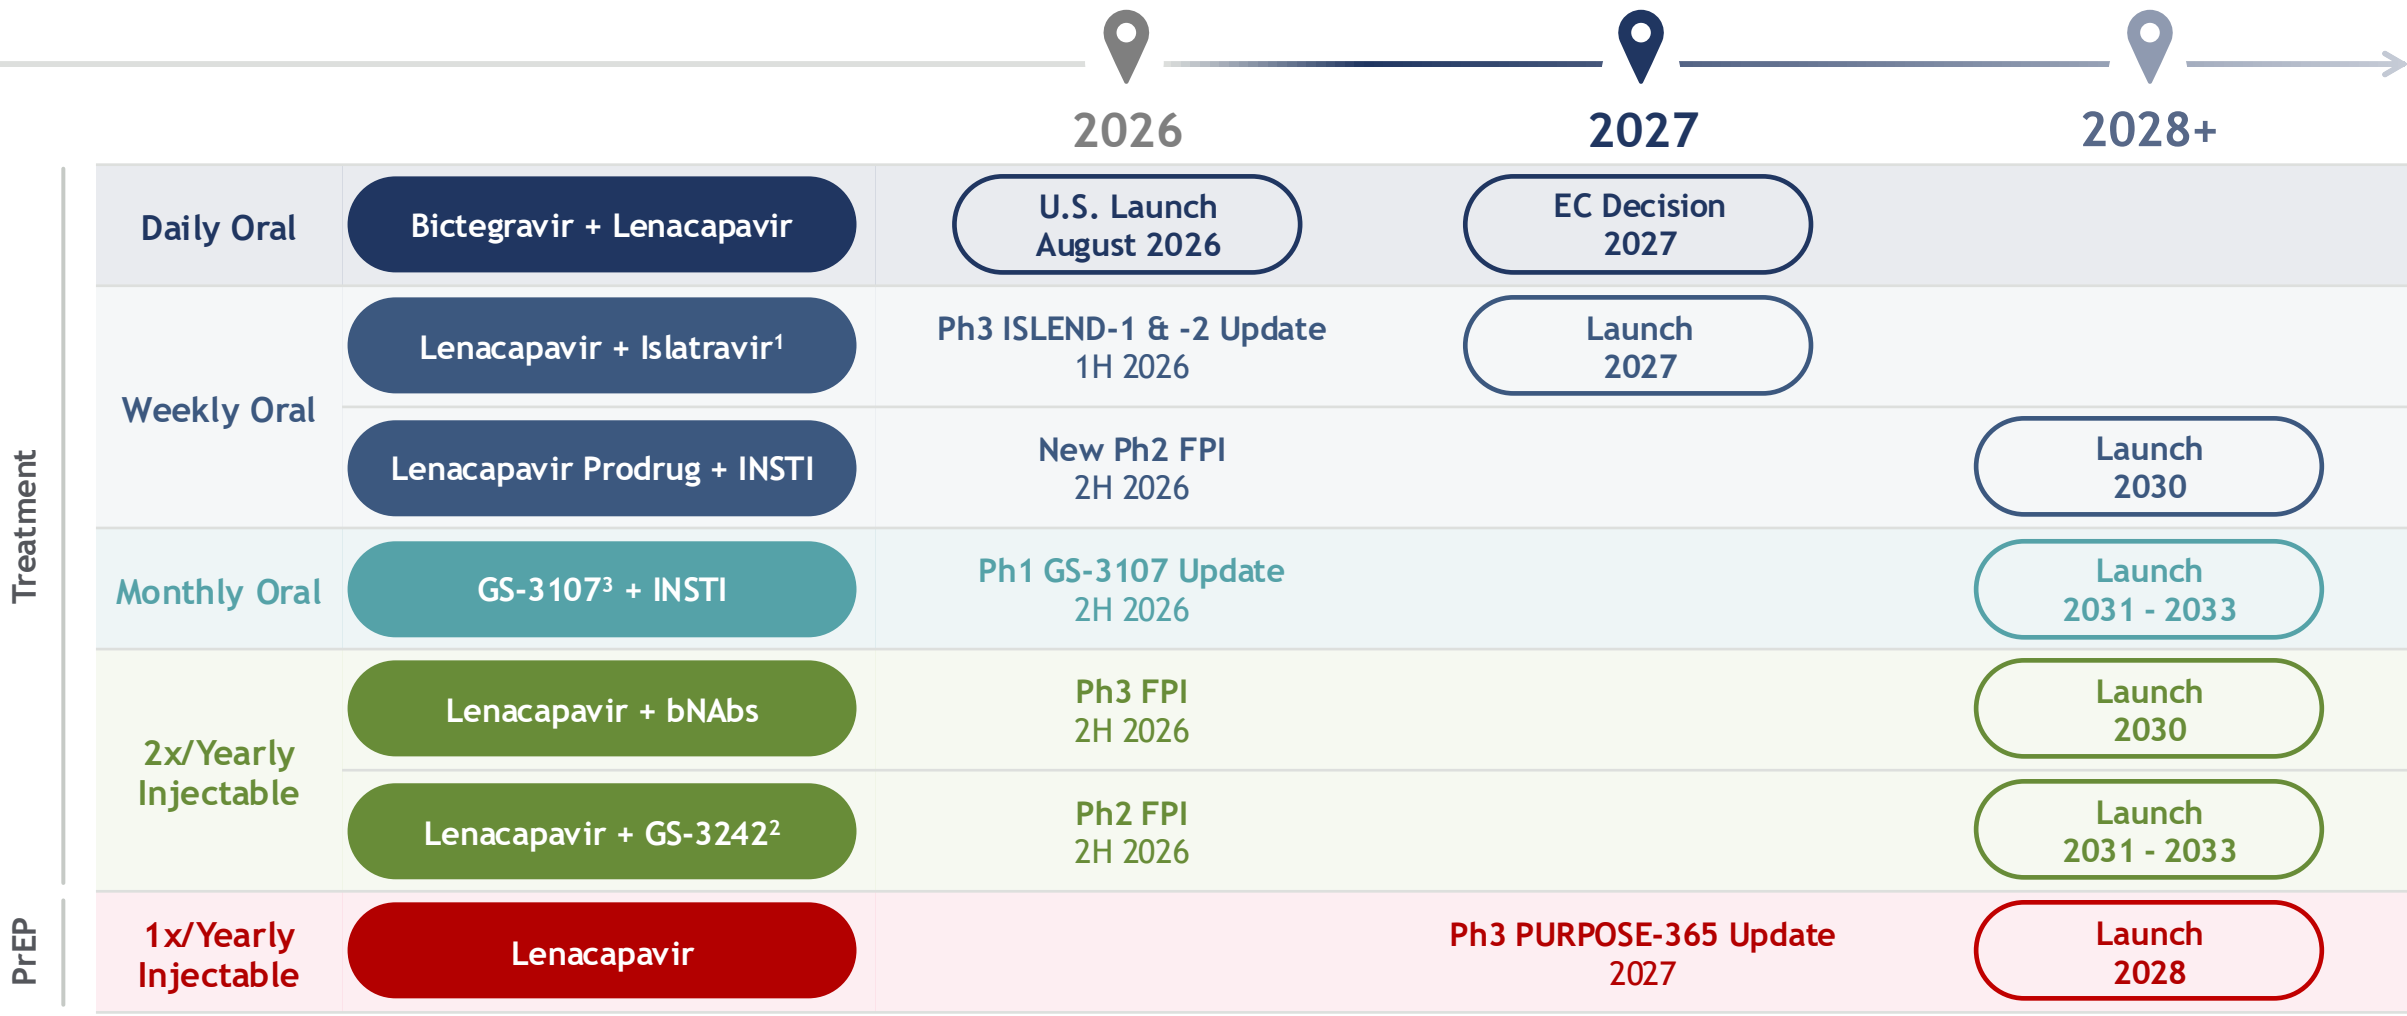 2026
2027
2028+
Treatment
Daily Oral
Bictegravir + Lenacapavir
U.S. Launch
August 2026
EC Decision
2027
Weekly Oral
Lenacapavir + Islatravir¹
Ph3 ISLEND-1 & -2 Update
1H 2026
Launch
2027
Lenacapavir Prodrug + INSTI
New Ph2 FPI
2H 2026
Launch
2030
Monthly Oral
GS-3107³ + INSTI
Ph1 GS-3107 Update
2H 2026
Launch
2031 - 2033
2x/Yearly
Injectable
Lenacapavir + bNAbs
Ph3 FPI
2H 2026
Launch
2030
Lenacapavir + GS-3242²
Ph2 FPI
2H 2026
Launch
2031 - 2033
PrEP
1x/Yearly
Injectable
Lenacapavir
Ph3 PURPOSE-365 Update
2027
Launch
2028